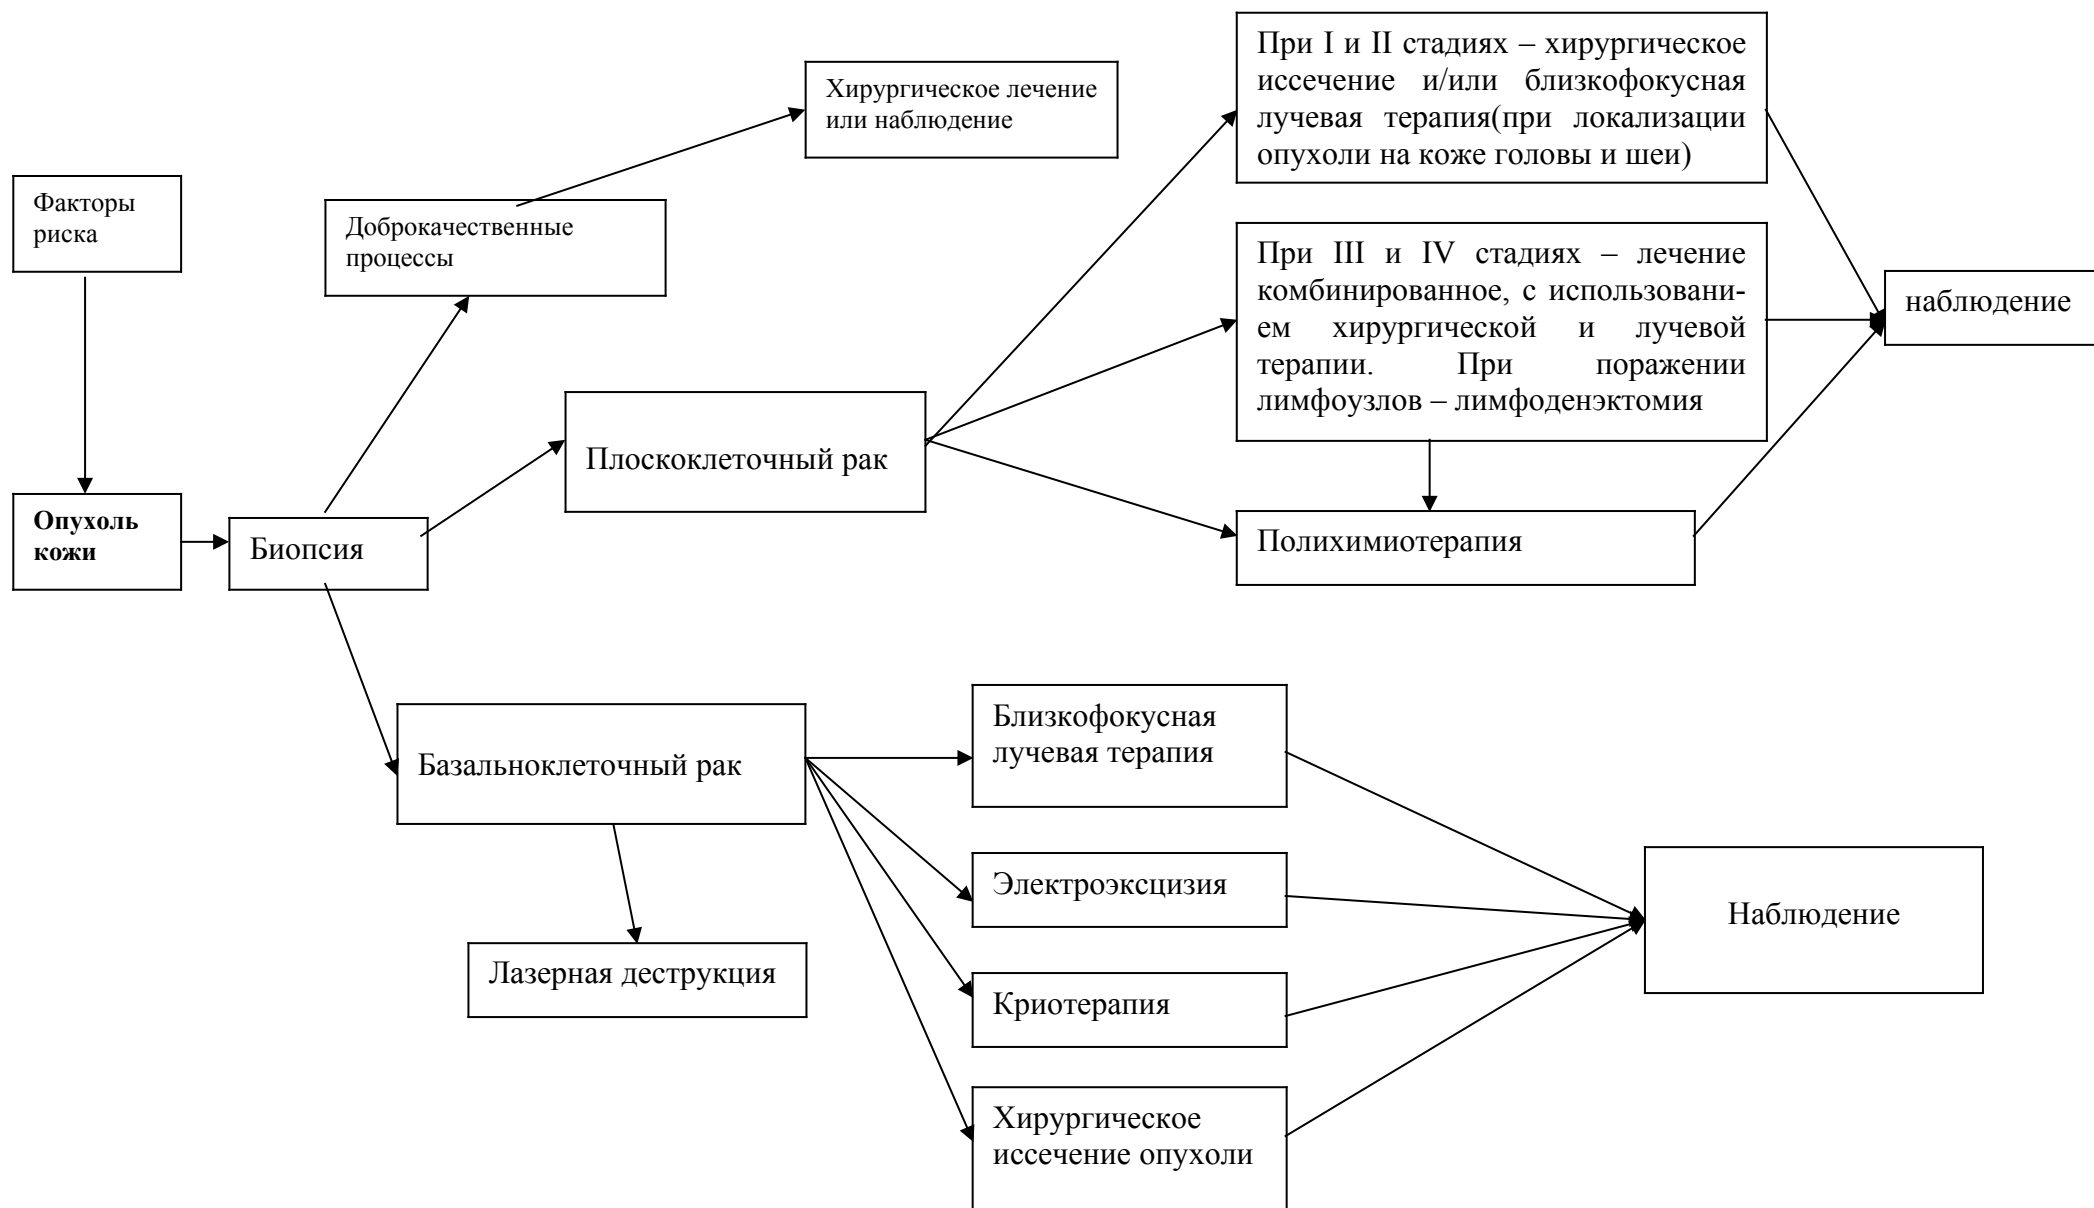 При I и II стадиях – хирургическое
иссечение и/или близкофокусная
лучевая терапия(при локализации
опухоли на коже головы и шеи)
Хирургическое лечение
или наблюдение
Факторы
риска
Доброкачественные
процессы
При III и IV стадиях – лечение
комбинированное, с использовани-
ем хирургической и лучевой
терапии. При поражении
лимфоузлов – лимфоденэктомия
наблюдение
Плоскоклеточный рак
Опухоль
кожи
Биопсия
Полихимиотерапия
Базальноклеточный рак
Близкофокусная
лучевая терапия
Электроэксцизия
Наблюдение
Лазерная деструкция
Криотерапия
Хирургическое
иссечение опухоли